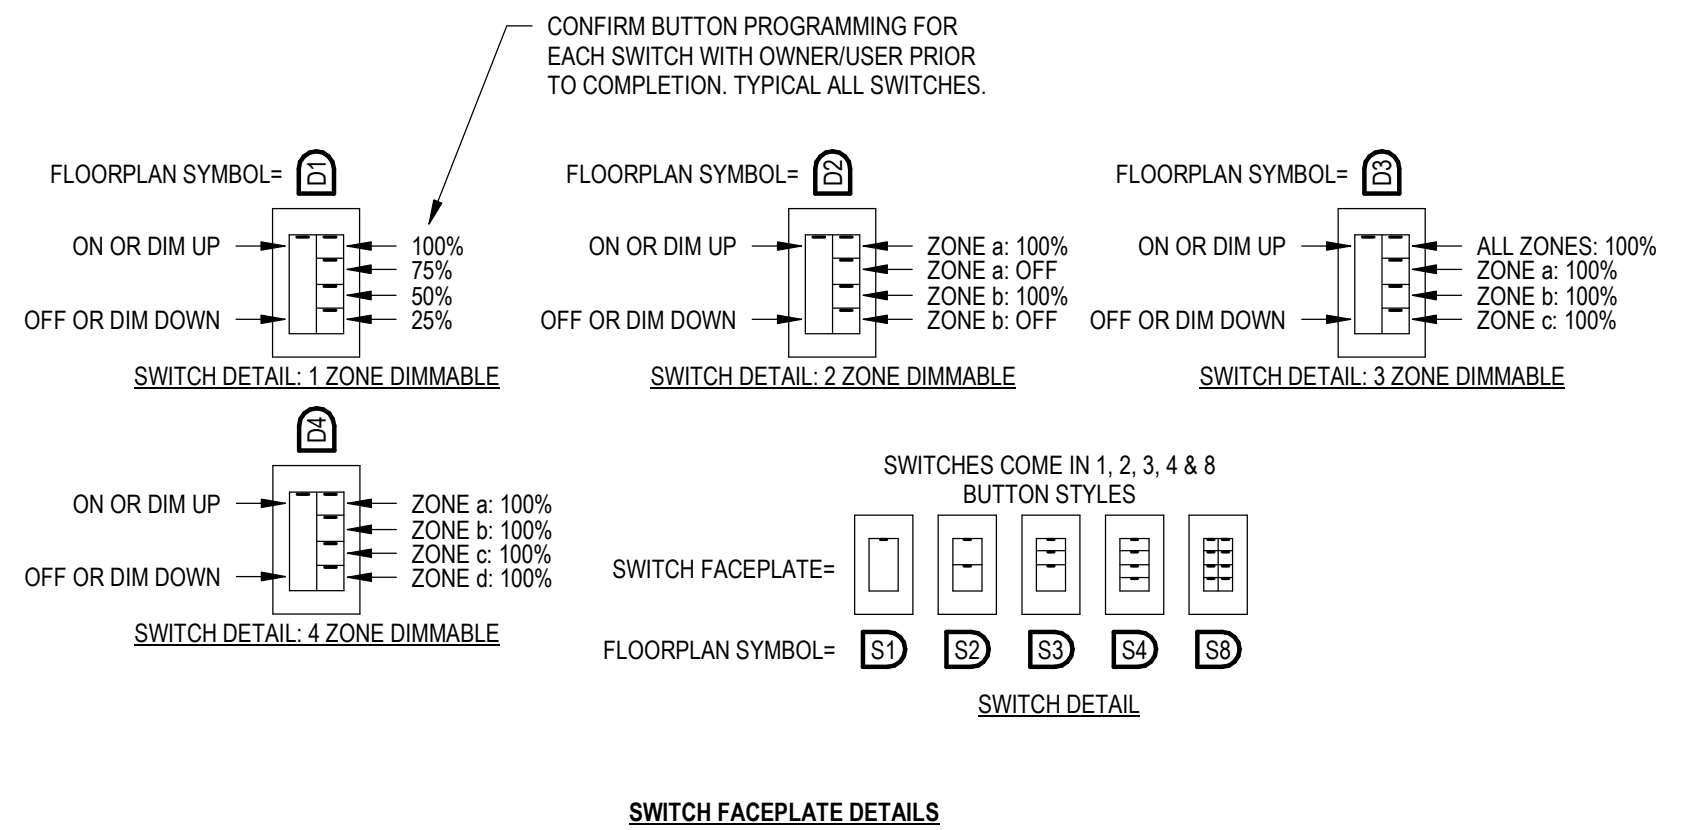 CONFIRM BUTTON PROGRAMMING FOR
EACH SWITCH WITH OWNER/USER PRIOR
TO COMPLETION. TYPICAL ALL SWITCHES.
FLOORPLAN SYMBOL= D1
ON OR DIM UP
OFF OR DIM DOWN
100%
75%
50%
25%
SWITCH DETAIL: 1 ZONE DIMMABLE
FLOORPLAN SYMBOL= D2
ON OR DIM UP
OFF OR DIM DOWN
ZONE a: 100%
ZONE a: OFF
ZONE b: 100%
ZONE b: OFF
SWITCH DETAIL: 2 ZONE DIMMABLE
FLOORPLAN SYMBOL= D3
ON OR DIM UP
OFF OR DIM DOWN
ALL ZONES: 100%
ZONE a: 100%
ZONE b: 100%
ZONE c: 100%
SWITCH DETAIL: 3 ZONE DIMMABLE
D4
ON OR DIM UP
OFF OR DIM DOWN
ZONE a: 100%
ZONE b: 100%
ZONE c: 100%
ZONE d: 100%
SWITCH DETAIL: 4 ZONE DIMMABLE
SWITCHES COME IN 1, 2, 3, 4 & 8
BUTTON STYLES
SWITCH FACEPLATE=
FLOORPLAN SYMBOL= S1 S2 S3 S4 S8
SWITCH DETAIL
SWITCH FACEPLATE DETAILS